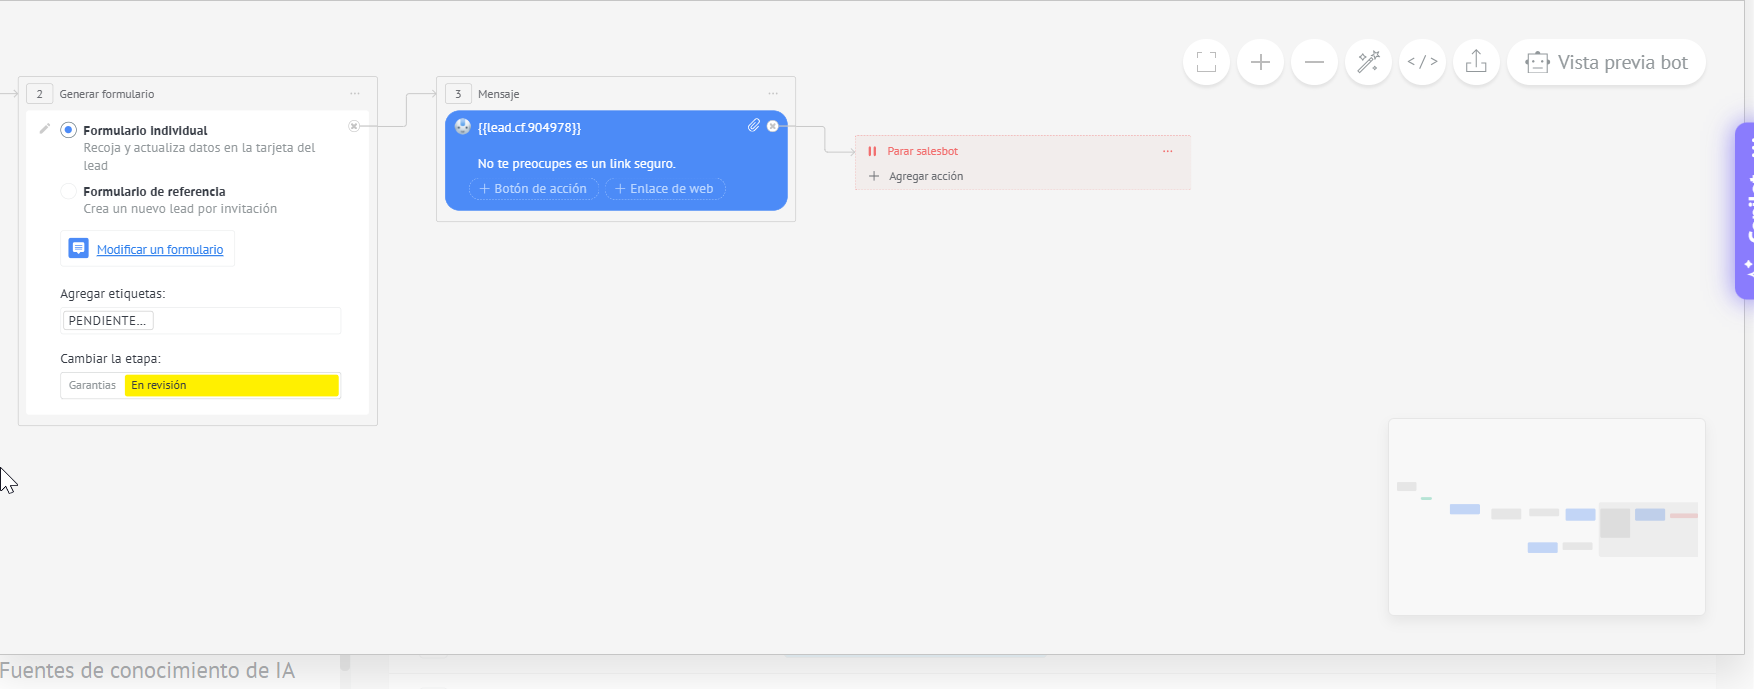 Vista previa bot
2 Generar formulario
Formulario individual
Recoja y actualiza datos en la tarjeta del
lead
Formulario de referencia
Crea un nuevo lead por invitación
Modificar un formulario
Agregar etiquetas:
PENDIENTE...
Cambiar la etapa:
Garantias En revisión
3 Mensaje
{{lead.cf.904978}}
No te preocupes es un link seguro.
+ Botón de acción + Enlace de web
Parar salesbot
+ Agregar acción
Fuentes de conocimiento de IA